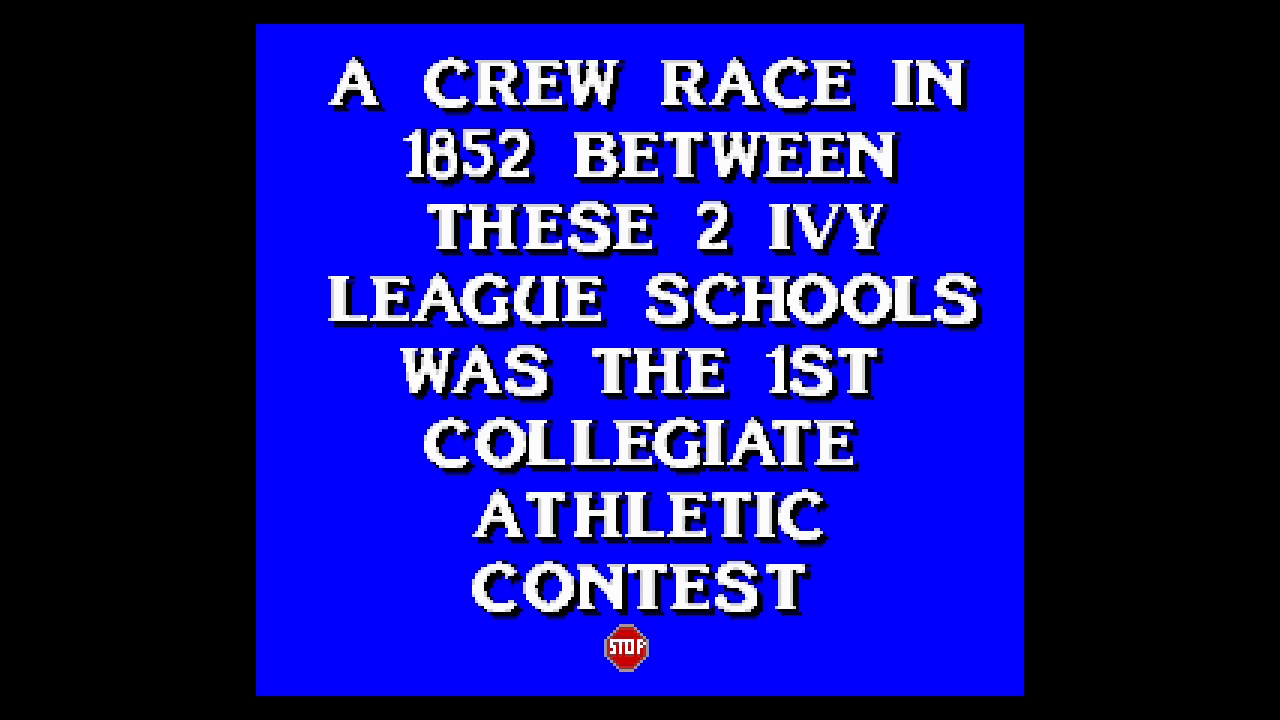 A CREW RACE IN
1852 BETWEEN
THESE 2 IVY
LEAGUE SCHOOLS
WAS THE 1ST
COLLEGIATE
ATHLETIC
CONTEST
STOP